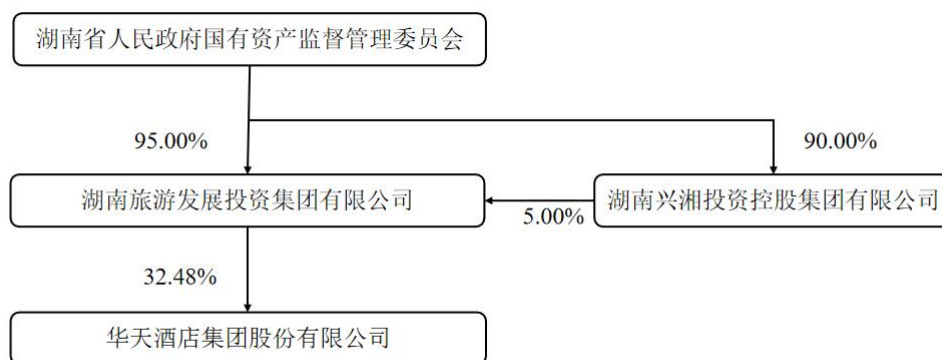 湖南省人民政府国有资产监督管理委员会
95.00%
90.00%
湖南旅游发展投资集团有限公司
湖南兴湘投资控股集团有限公司
5.00%
32.48%
华天酒店集团股份有限公司